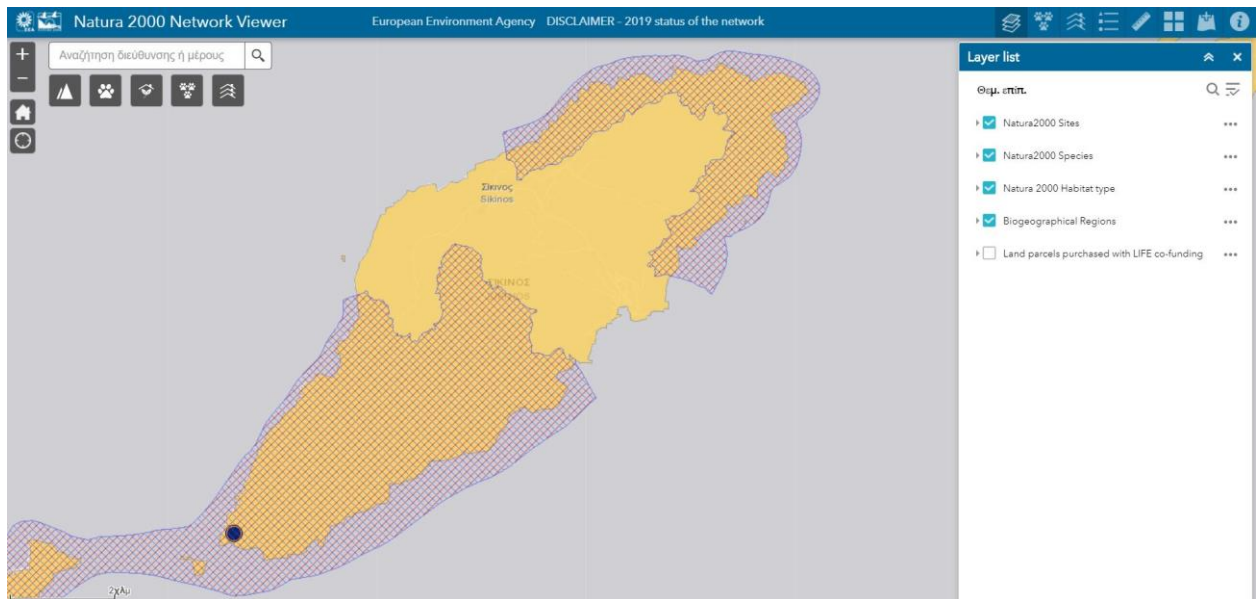 Natura 2000 Network Viewer
European Environment Agency DISCLAIMER - 2019 status of the network
Αναζήτηση διεύθυνσης ή μέρους
Layer list
Θεμ. επίπ.
Natura2000 Sites
Natura2000 Species
Natura 2000 Habitat type
Biogeographical Regions
Land parcels purchased with LIFE co-funding
Σίκινος
Sikinos
ΣΙΚΙΝΟΣ
2χλμ